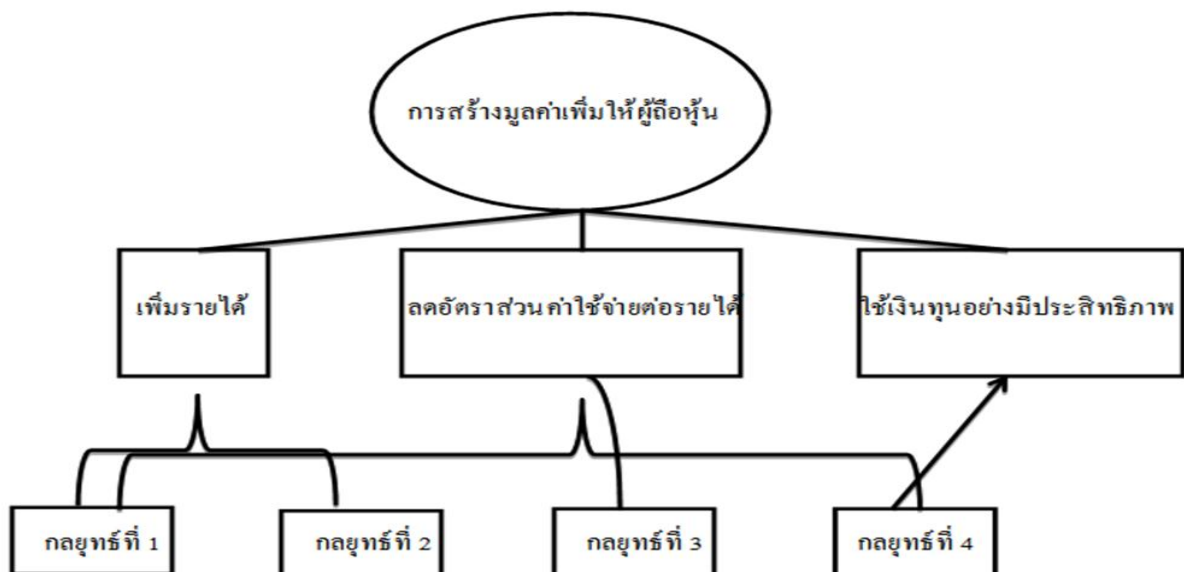 การสร้างมูลค่าเพิ่มให้ผู้ถือหุ้น
เพิ่มรายได้
ลดอัตราส่วนค่าใช้จ่ายต่อรายได้
ใช้เงินทุนอย่างมีประสิทธิภาพ
กลยุทธ์ที่ 1
กลยุทธ์ที่ 2
กลยุทธ์ที่ 3
กลยุทธ์ที่ 4